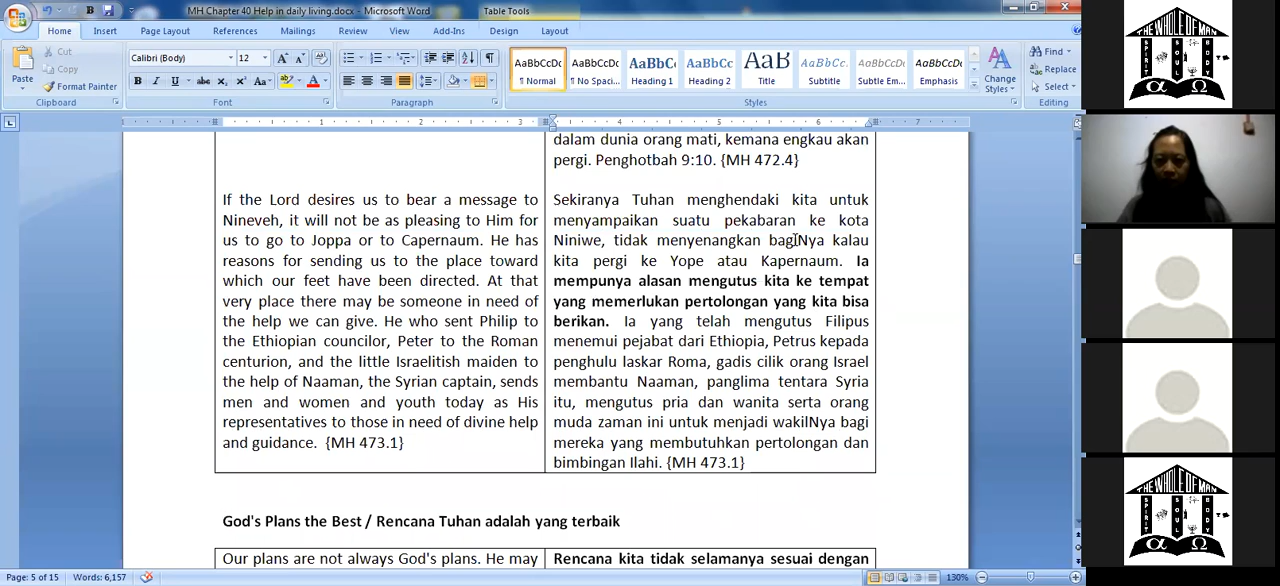 MH Chapter 40 Help in daily living.docx - Microsoft Word
Table Tools
Home Insert Page Layout References Mailings Review View Add-Ins Design Layout
Paste
Cut
Copy
Format Painter
Clipboard
Calibri (Body) 12
Font
Paragraph
AaBbCcDc AaBbCcDc AaBbC AaBbCc AaB AaBbCc. AaBbCcDc AaBbCcDc
¶ Normal ¶ No Spaci... Heading 1 Heading 2 Title Subtitle Subtle Em... Emphasis
Change
Styles
Styles
Find
Replace
Select
Editing
dalam dunia orang mati, kemana engkau akan
pergi. Penghotbah 9:10. {MH 472.4}
If the Lord desires us to bear a message to
Nineveh, it will not be as pleasing to Him for
us to go to Joppa or to Capernaum. He has
reasons for sending us to the place toward
which our feet have been directed. At that
very place there may be someone in need of
the help we can give. He who sent Philip to
the Ethiopian councilor, Peter to the Roman
centurion, and the little Israelitish maiden to
the help of Naaman, the Syrian captain, sends
men and women and youth today as His
representatives to those in need of divine help
and guidance. {MH 473.1}
Sekiranya Tuhan menghendaki kita untuk
menyampaikan suatu pekabaran ke kota
Niniwe, tidak menyenangkan bagiNya kalau
kita pergi ke Yope atau Kapernaum. Ia
mempunya alasan mengutus kita ke tempat
yang memerlukan pertolongan yang kita bisa
berikan. Ia yang telah mengutus Filipus
menemui pejabat dari Ethiopia, Petrus kepada
penghulu laskar Roma, gadis cilik orang Israel
membantu Naaman, panglima tentara Syria
itu, mengutus pria dan wanita serta orang
muda zaman ini untuk menjadi wakilNya bagi
mereka yang membutuhkan pertolongan dan
bimbingan Ilahi. {MH 473.1}
God's Plans the Best / Rencana Tuhan adalah yang terbaik
Our plans are not always God's plans. He may
Rencana kita tidak selamanya sesuai dengan
Page: 5 of 15 Words: 6,157
130%
THE WHOLE OF MAN
SPIRIT SOUL BODY
α Ω
THE WHOLE OF MAN
SPIRIT SOUL BODY
α Ω